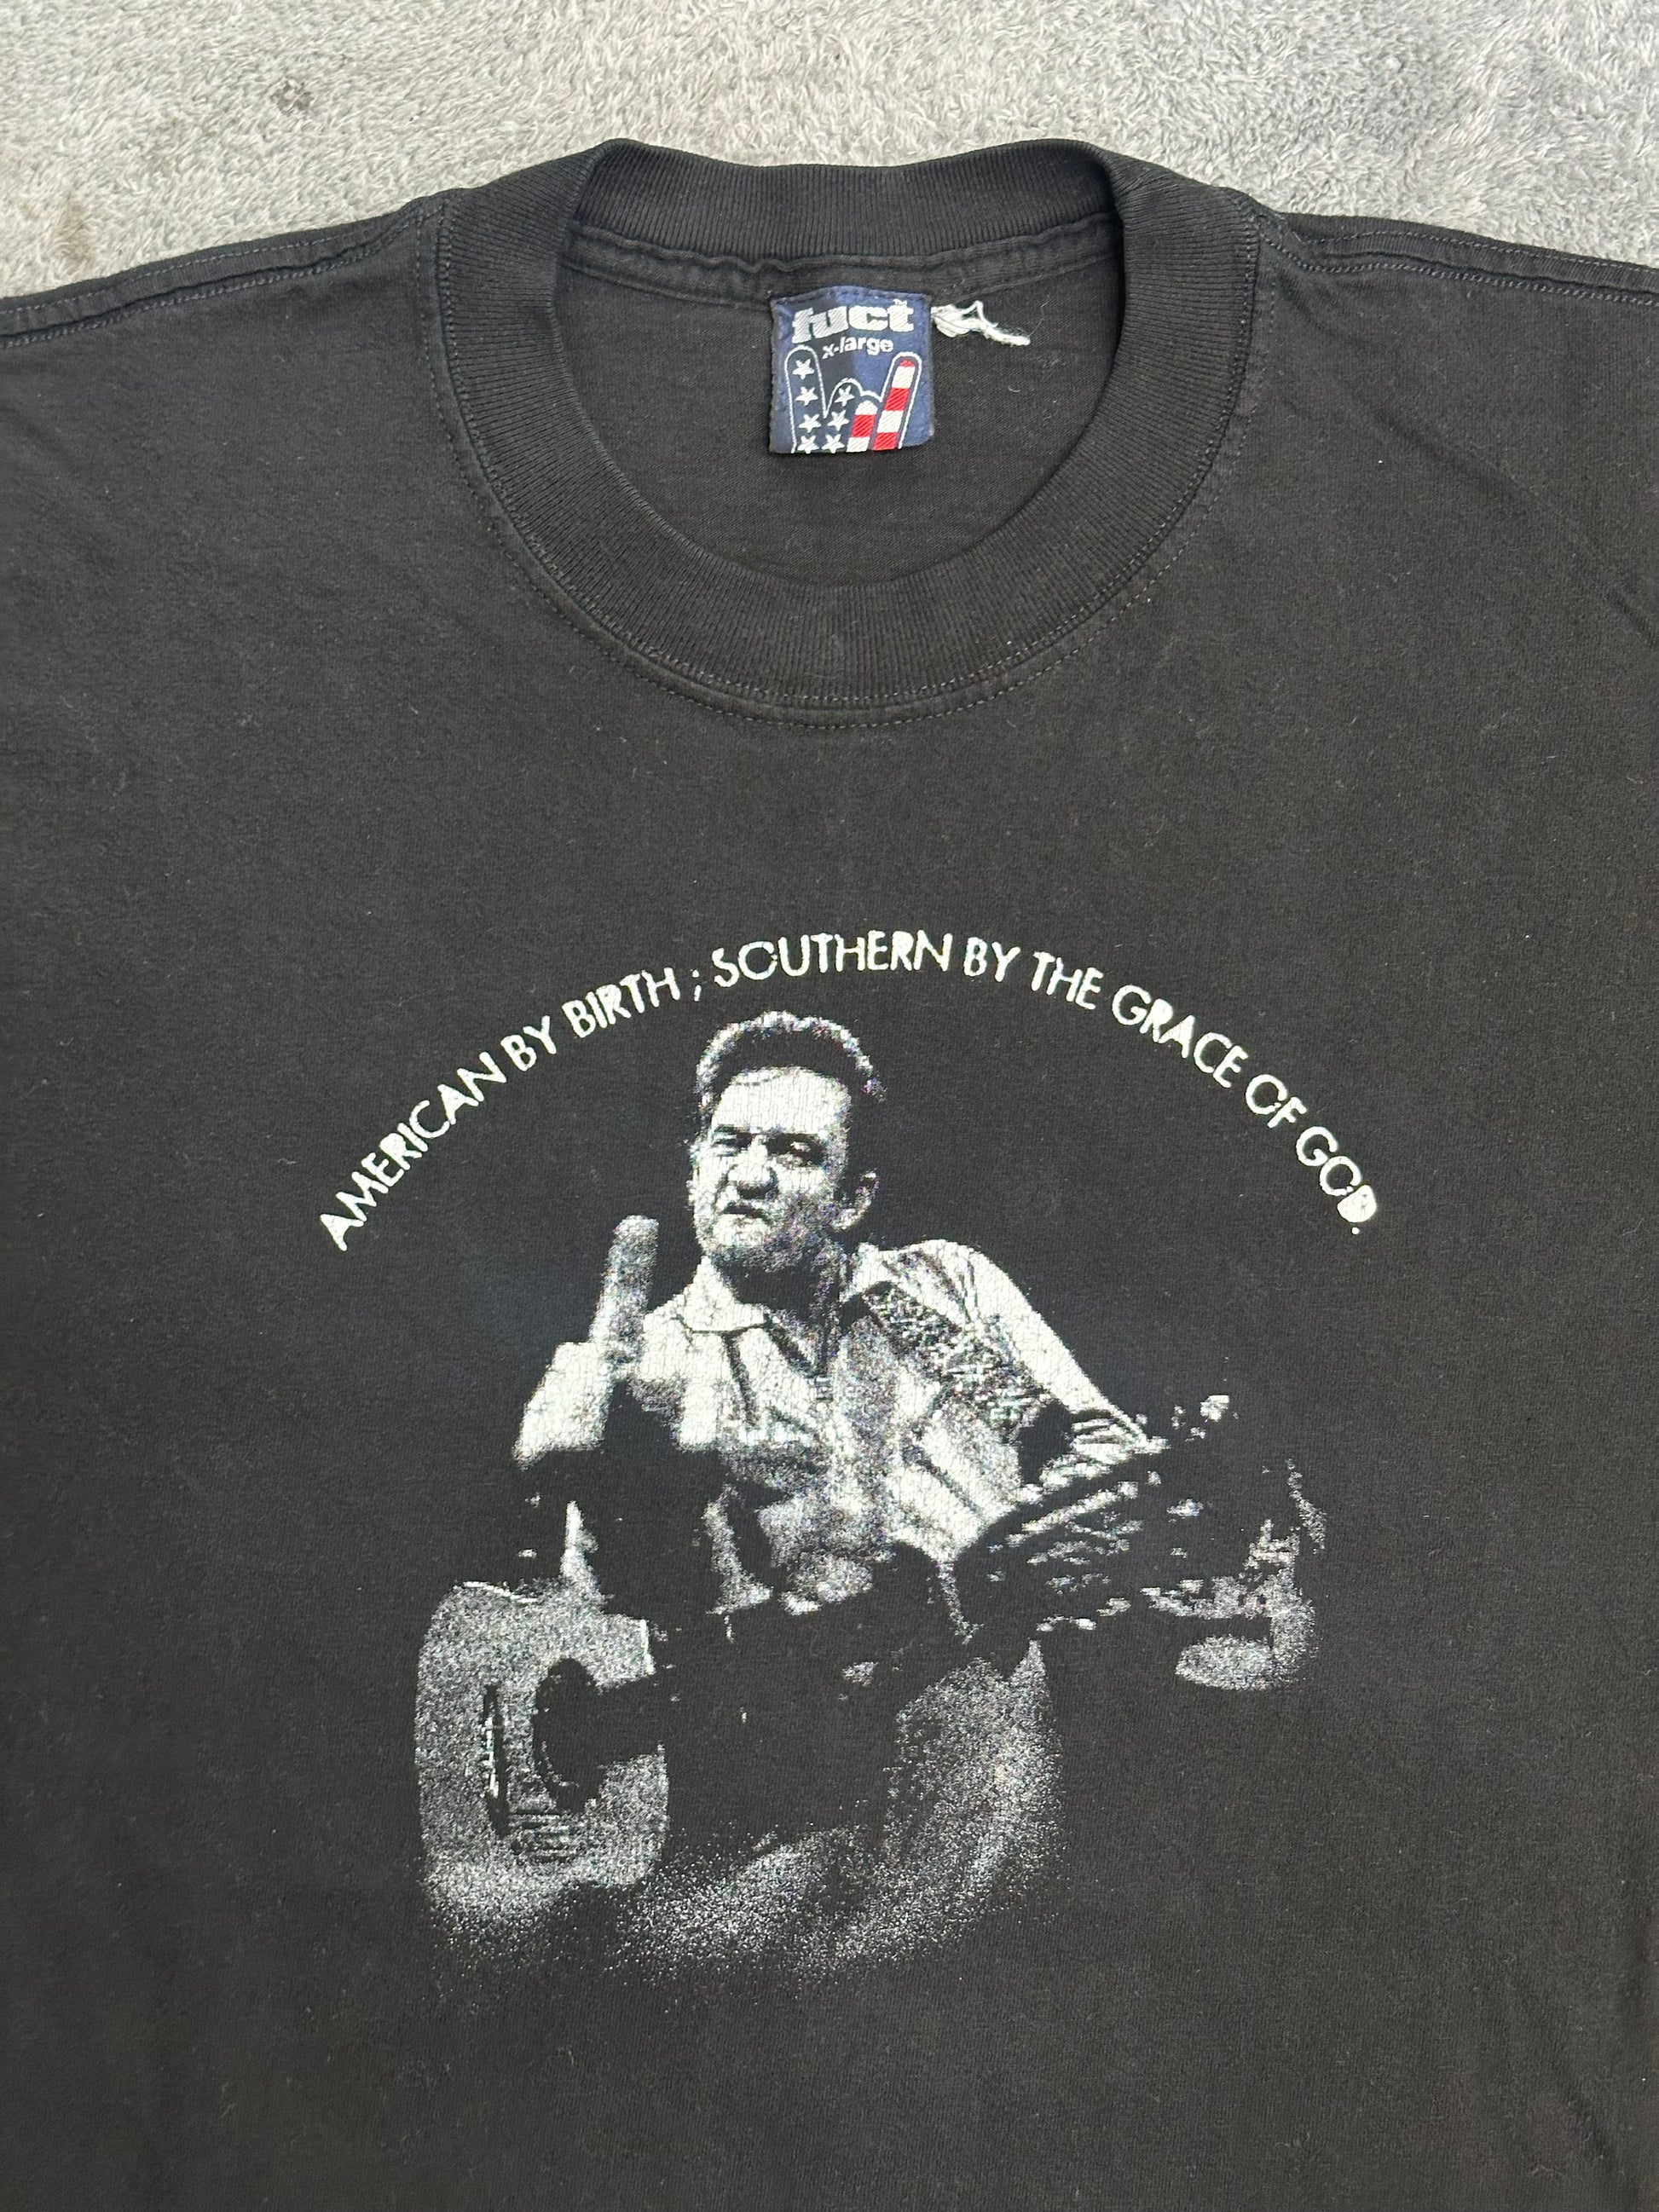 fuct
x-large
AMERICAN BY BIRTH ; SOUTHERN BY THE GRACE OF GOD.